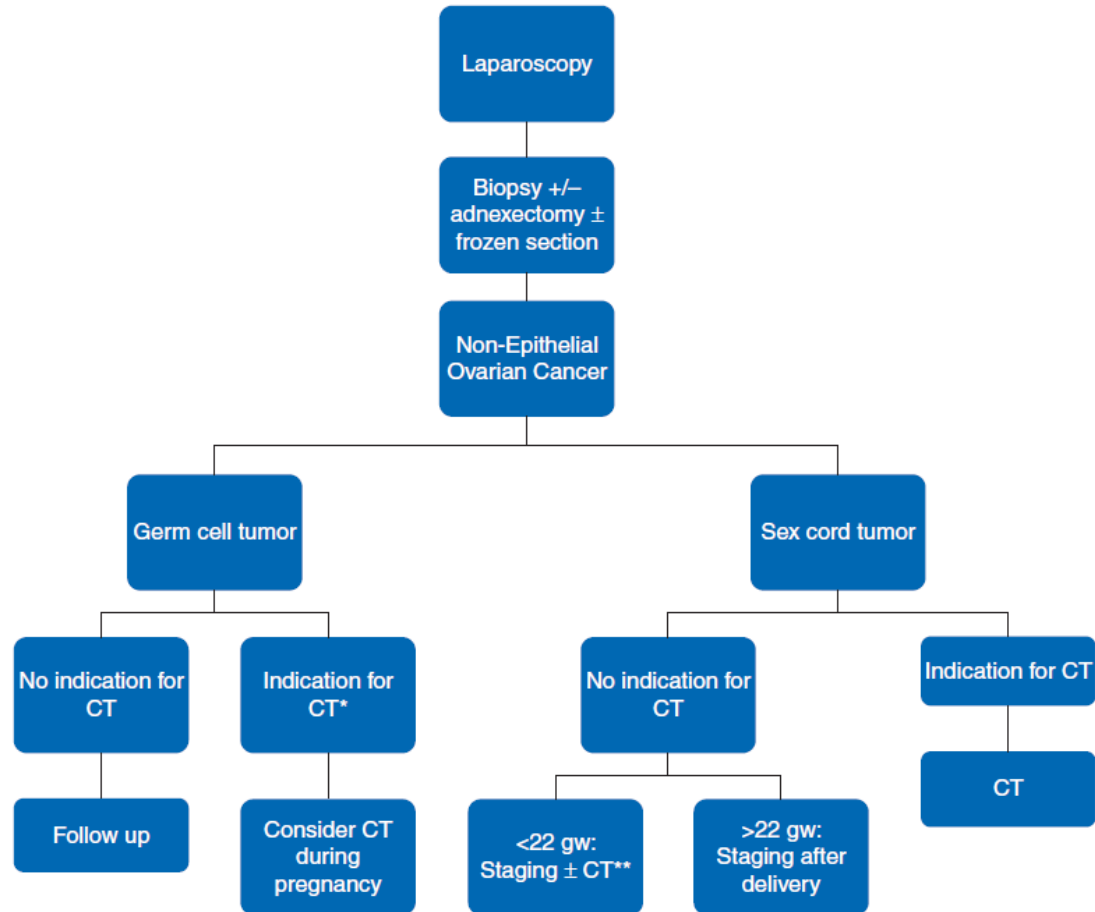 Laparoscopy
Biopsy +/–
adnexectomy ±
frozen section
Non-Epithelial
Ovarian Cancer
Germ cell tumor
Sex cord tumor
No indication for
CT
Indication for
CT*
No indication for
CT
Indication for CT
Follow up
Consider CT
during
pregnancy
<22 gw:
Staging ± CT**
>22 gw:
Staging after
delivery
CT